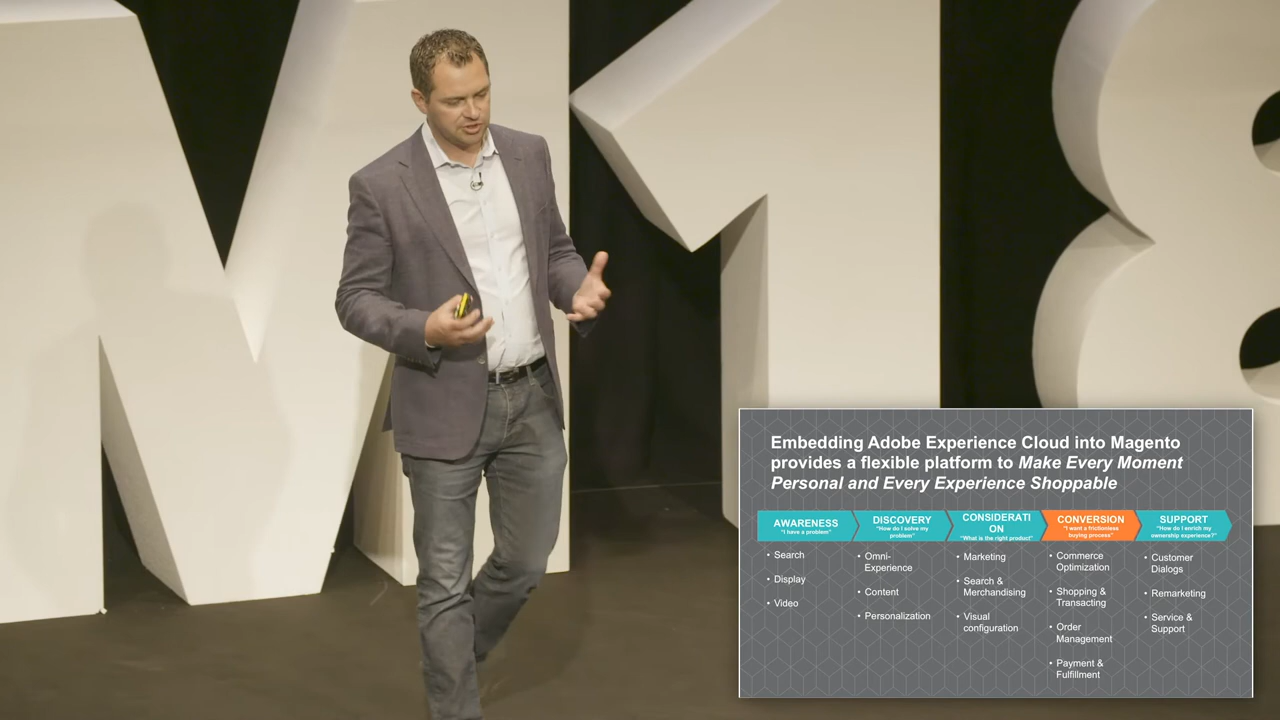 M18
Embedding Adobe Experience Cloud into Magento
provides a flexible platform to Make Every Moment
Personal and Every Experience Shoppable
AWARENESS
"I have a problem"
• Search
• Display
• Video
DISCOVERY
"How do I solve my
problem"
• Omni-
Experience
• Content
• Personalization
CONSIDERATI
ON
"What is the right product"
• Marketing
• Search &
Merchandising
• Visual
configuration
CONVERSION
"I want a frictionless
buying process"
• Commerce
Optimization
• Shopping &
Transacting
• Order
Management
• Payment &
Fulfillment
SUPPORT
"How do I enrich my
ownership experience?"
• Customer
Dialogs
• Remarketing
• Service &
Support